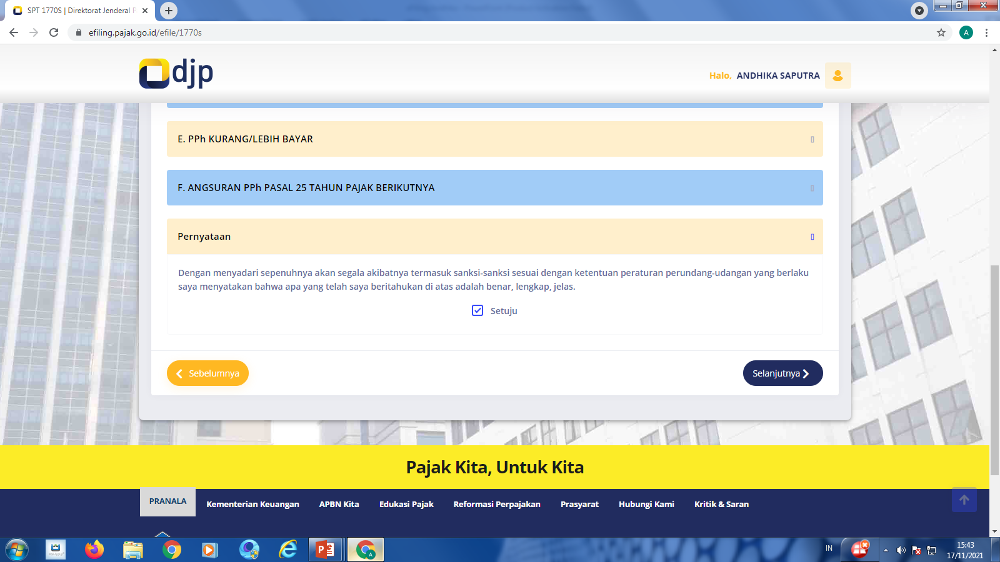 SPT 1770S | Direktorat Jenderal P
efiling.pajak.go.id/efile/1770s
A
djp
Halo, ANDHIKA SAPUTRA
E. PPh KURANG/LEBIH BAYAR
F. ANGSURAN PPh PASAL 25 TAHUN PAJAK BERIKUTNYA
Pernyataan
Dengan menyadari sepenuhnya akan segala akibatnya termasuk sanksi-sanksi sesuai dengan ketentuan peraturan perundang-udangan yang berlaku
saya menyatakan bahwa apa yang telah saya beritahukan di atas adalah benar, lengkap, jelas.
Setuju
Sebelumnya
Selanjutnya
Pajak Kita, Untuk Kita
PRANALA
Kementerian Keuangan
APBN Kita
Edukasi Pajak
Reformasi Perpajakan
Prasyarat
Hubungi Kami
Kritik & Saran
IN
15:43
17/11/2021